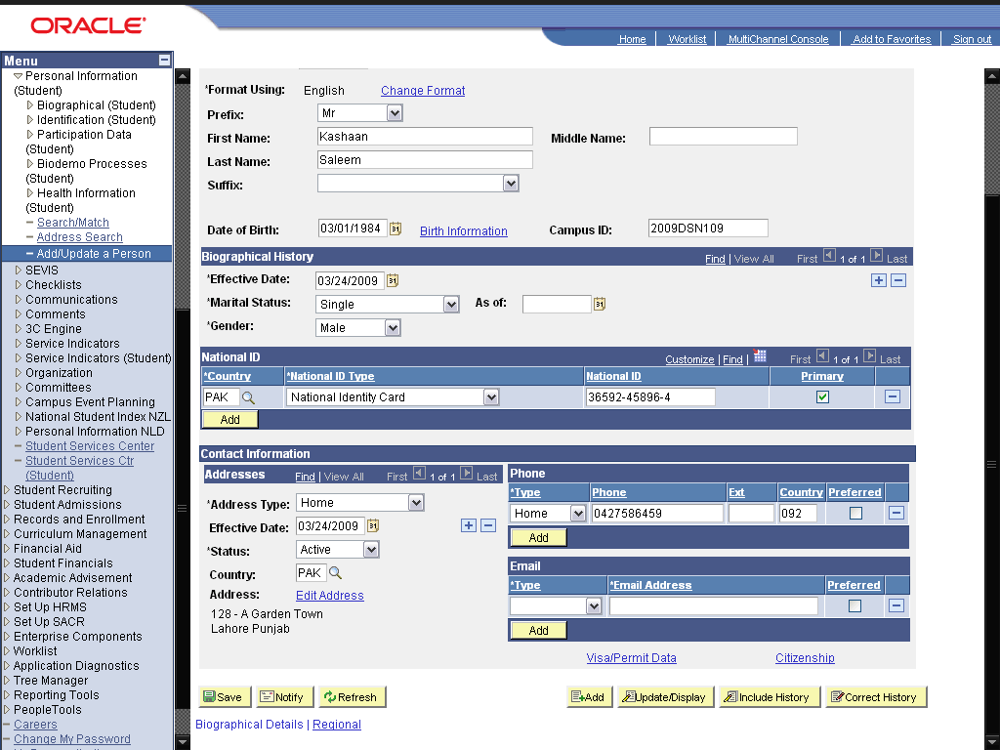 ORACLE®
Home Worklist MultiChannel Console Add to Favorites Sign out
Menu
Personal Information
(Student)
Biographical (Student)
Identification (Student)
Participation Data
(Student)
Biodemo Processes
(Student)
Health Information
(Student)
Search/Match
Address Search
Add/Update a Person
SEVIS
Checklists
Communications
Comments
3C Engine
Service Indicators
Service Indicators (Student)
Organization
Committees
Campus Event Planning
National Student Index NZL
Personal Information NLD
Student Services Center
Student Services Ctr
(Student)
Student Recruiting
Student Admissions
Records and Enrollment
Curriculum Management
Financial Aid
Student Financials
Academic Advisement
Contributor Relations
Set Up HRMS
Set Up SACR
Enterprise Components
Worklist
Application Diagnostics
Tree Manager
Reporting Tools
PeopleTools
Careers
Change My Password
*Format Using: English Change Format
Prefix: Mr
First Name: Kashaan Middle Name:
Last Name: Saleem
Suffix:
Date of Birth: 03/01/1984 31 Birth Information Campus ID: 2009DSN109
Biographical History Find | View All First 1 of 1 Last
*Effective Date: 03/24/2009 31
*Marital Status: Single As of: 31
*Gender: Male
National ID Customize | Find | First 1 of 1 Last
*Country *National ID Type National ID Primary
PAK National Identity Card 36592-45896-4
Add
Contact Information
Addresses Find | View All First 1 of 1 Last
*Address Type: Home
Effective Date: 03/24/2009 31
*Status: Active
Country: PAK
Address: Edit Address
128 - A Garden Town
Lahore Punjab
Phone
*Type Phone Ext Country Preferred
Home 0427586459 092
Add
Email
*Type *Email Address Preferred
Add
Visa/Permit Data Citizenship
Save Notify Refresh Add Update/Display Include History Correct History
Biographical Details | Regional